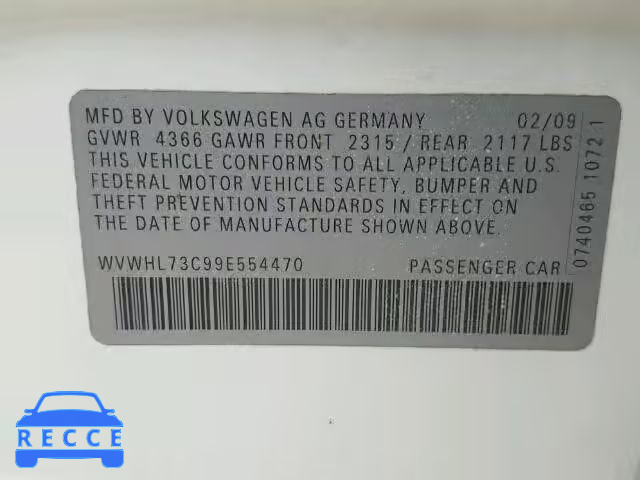 MFD BY VOLKSWAGEN AG GERMANY 02/09
GVWR 4366 GAWR FRONT 2315 / REAR 2117 LBS
THIS VEHICLE CONFORMS TO ALL APPLICABLE U.S.
FEDERAL MOTOR VEHICLE SAFETY, BUMPER AND
THEFT PREVENTION STANDARDS IN EFFECT ON
THE DATE OF MANUFACTURE SHOWN ABOVE.
WVWHL73C99E554470 PASSENGER CAR
0740465 1072 1
RECCE